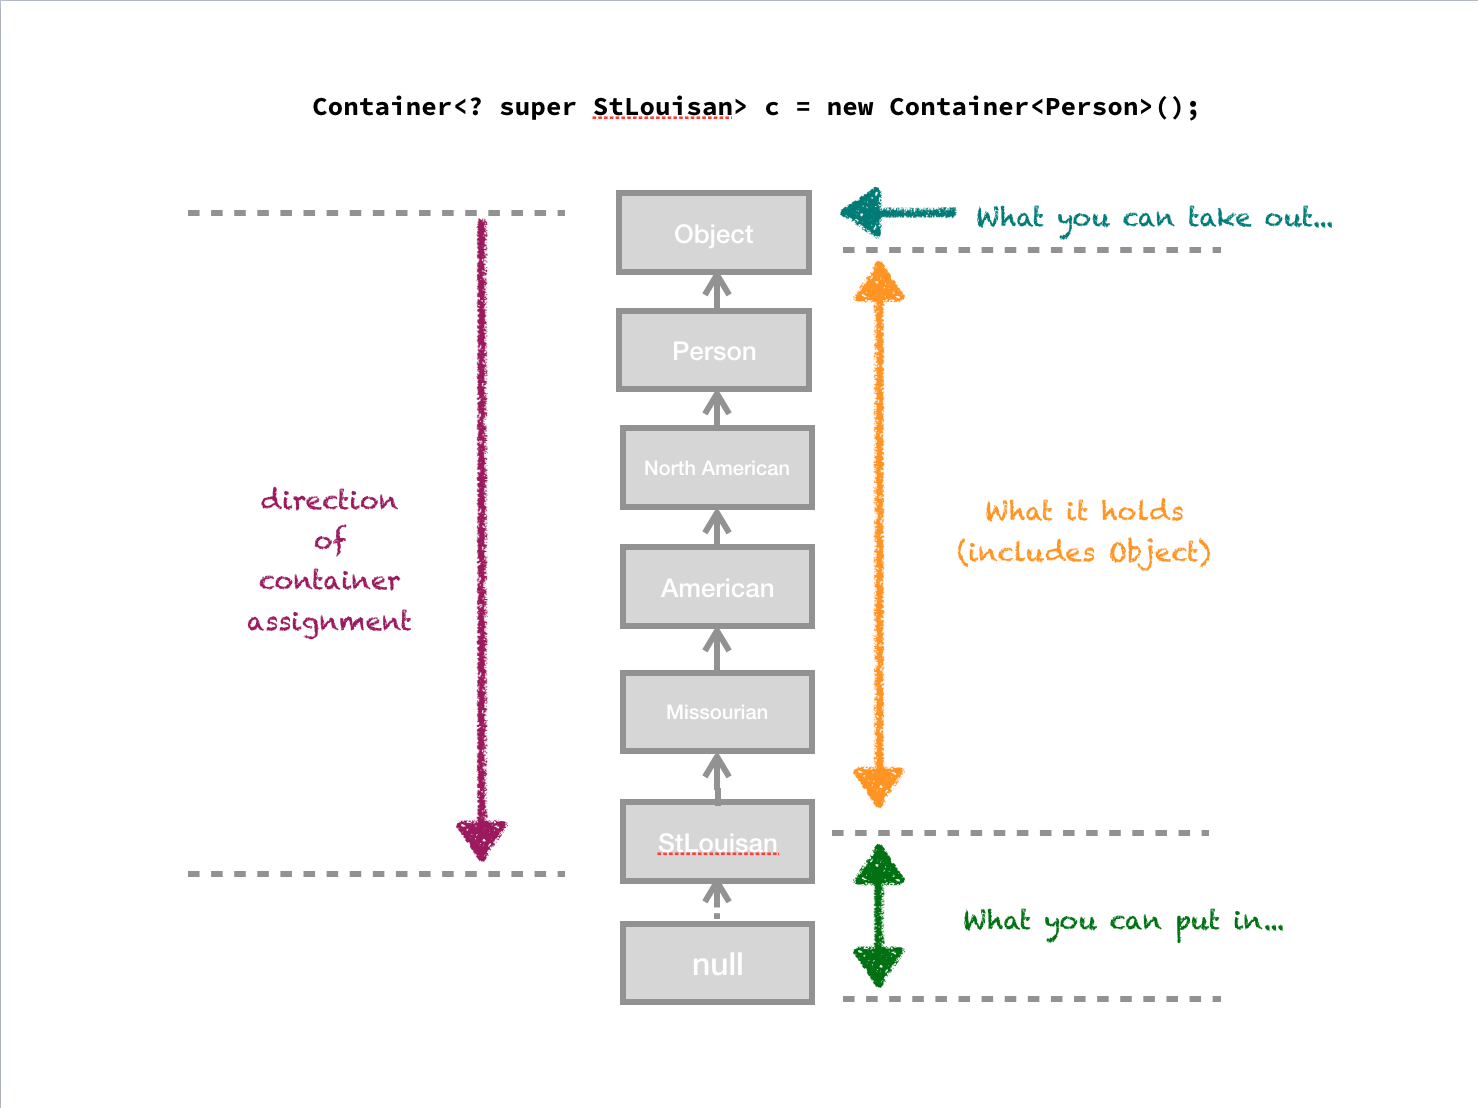 Container<? super StLouisan> c = new Container<Person>();
Object
What you can take out...
Person
North American
direction
of
container
assignment
What it holds
(includes Object)
American
Missourian
StLouisan
What you can put in...
null